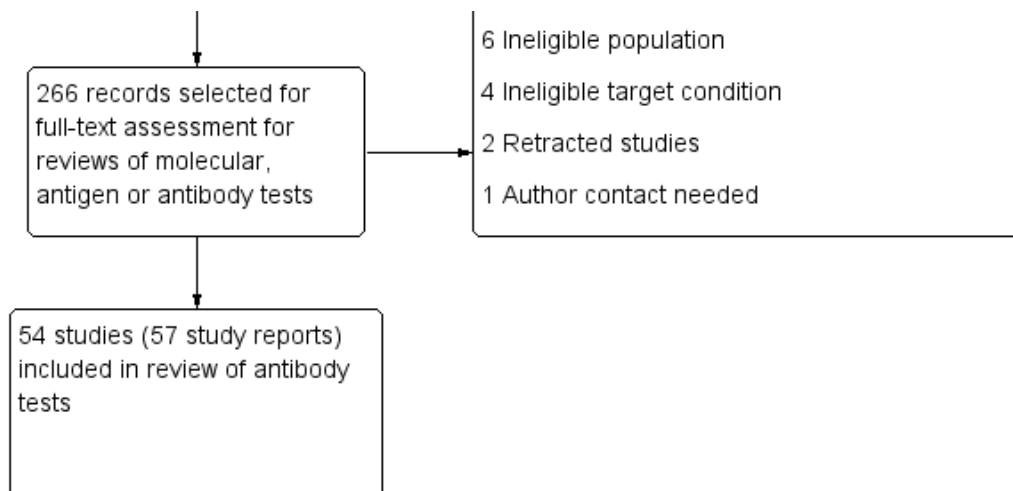 6 Ineligible population
4 Ineligible target condition
2 Retracted studies
1 Author contact needed
266 records selected for
full-text assessment for
reviews of molecular,
antigen or antibody tests
54 studies (57 study reports)
included in review of antibody
tests